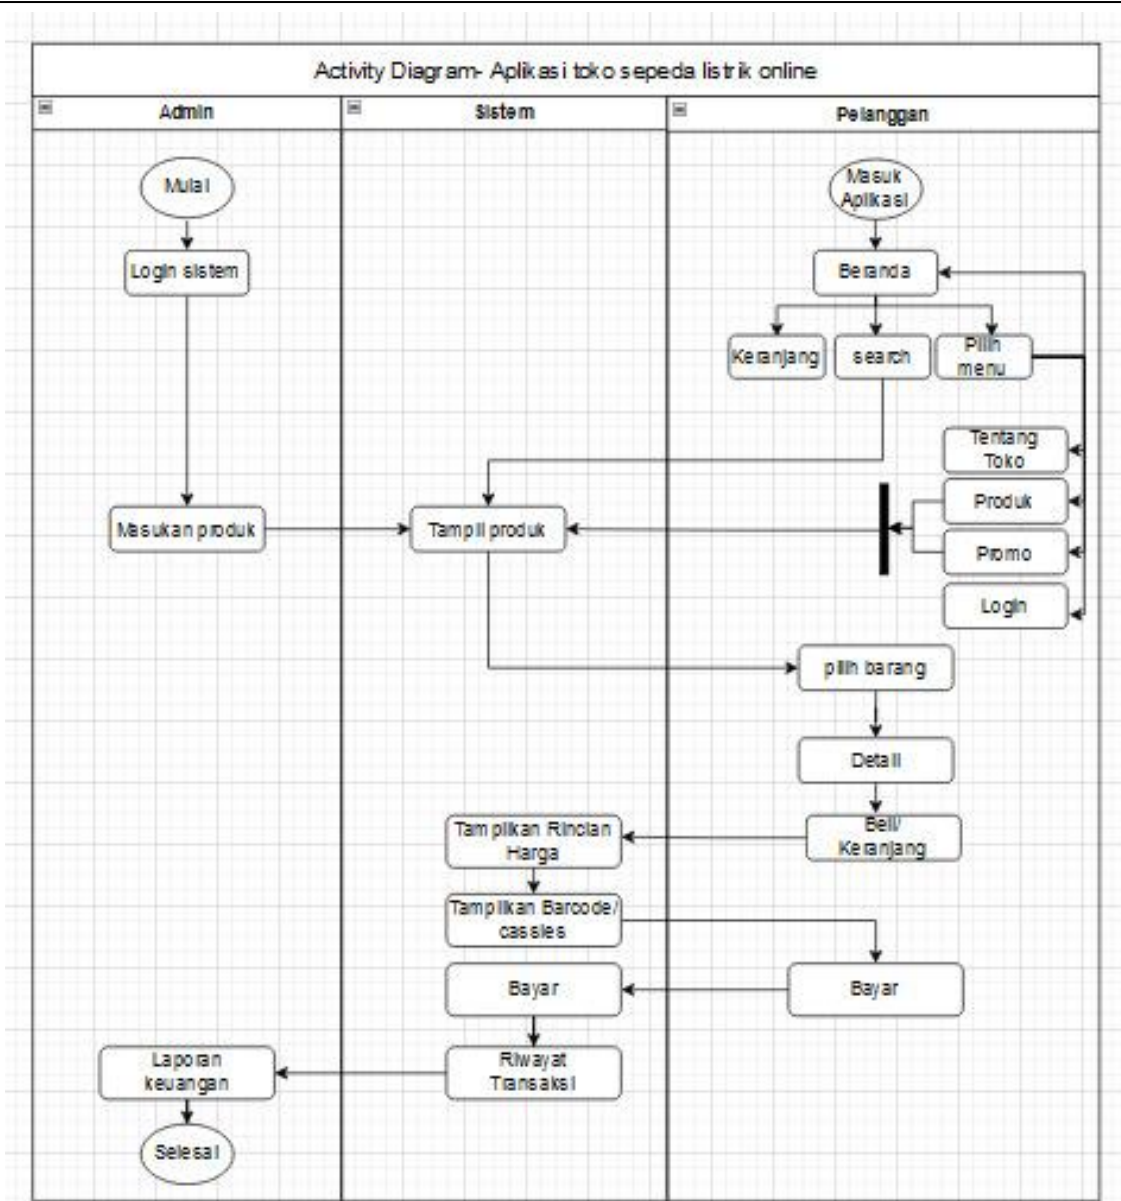 Activity Diagram- Aplikasi toko sepeda listrik online
Admin
Sistem
Pelanggan
Mulai
Masuk
Aplikasi
Login sistem
Beranda
Keranjang
search
Pilih
menu
Tentang
Toko
Produk
Masukan produk
Tampil produk
Promo
Login
pilih barang
Detail
Beli/
Keranjang
Tampilkan Rincian
Harga
Tampilkan Barcode/
cassles
Bayar
Bayar
Laporan
keuangan
Riwayat
Transaksi
Selesai